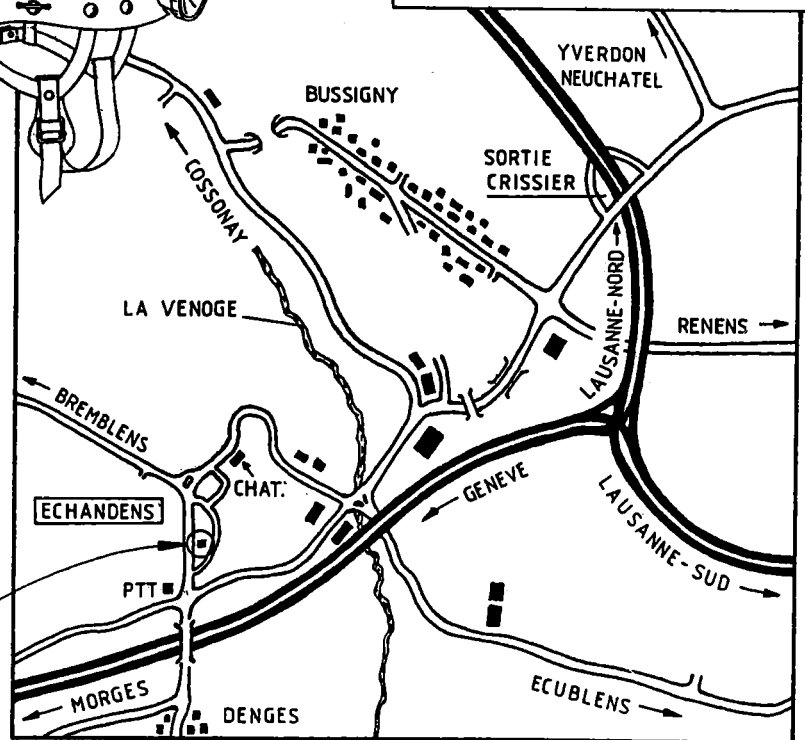 YVERDON
NEUCHATEL
BUSSIGNY
SORTIE
CRISSIER
COSSONAY
LAUSANNE-NORD
LA VENOGE
RENENS
BREMBLENS
CHAT.
GENEVE
ECHANDENS
LAUSANNE-SUD
PTT
MORGES
ECUBLENS
DENGES